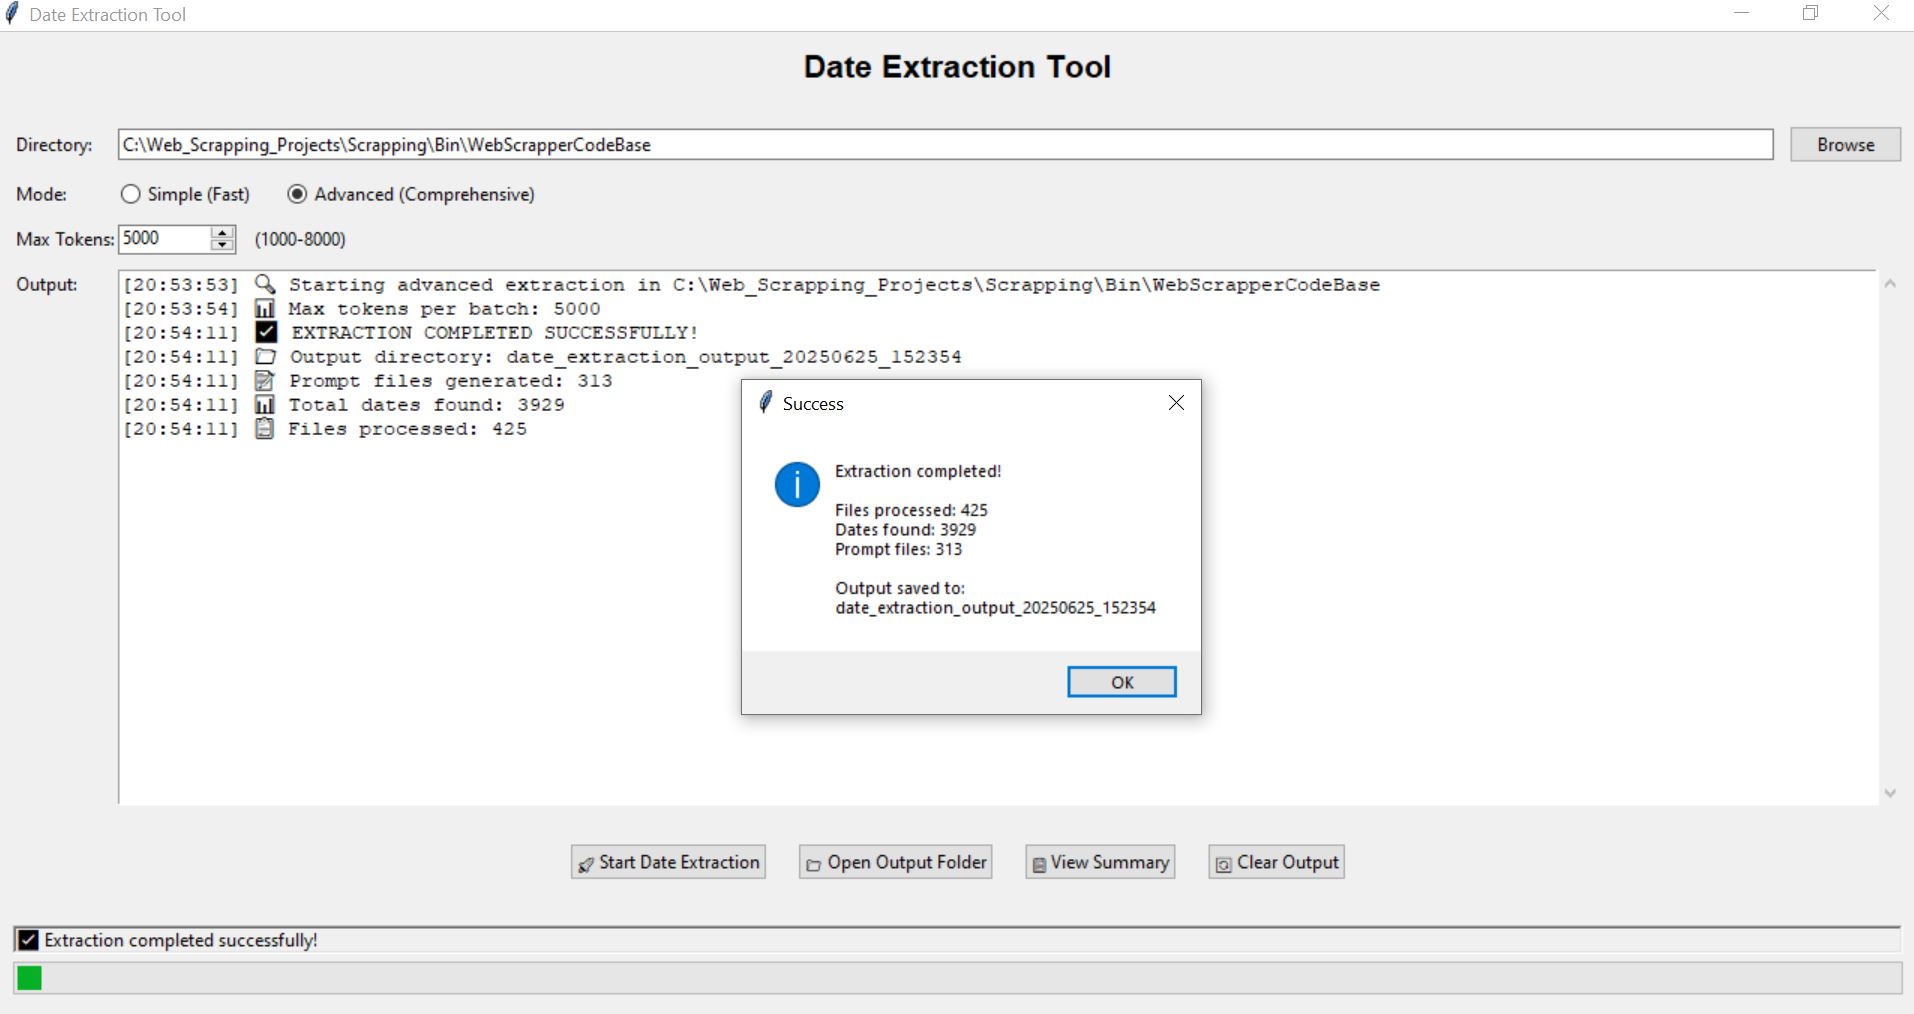 Date Extraction Tool
Date Extraction Tool
Directory: C:\Web_Scrapping_Projects\Scrapping\Bin\WebScrapperCodeBase Browse
Mode: Simple (Fast) Advanced (Comprehensive)
Max Tokens: 5000 (1000-8000)
Output: [20:53:53] 🔍 Starting advanced extraction in C:\Web_Scrapping_Projects\Scrapping\Bin\WebScrapperCodeBase
[20:53:54] 📊 Max tokens per batch: 5000
[20:54:11] ✅ EXTRACTION COMPLETED SUCCESSFULLY!
[20:54:11] 📁 Output directory: date_extraction_output_20250625_152354
[20:54:11] 📝 Prompt files generated: 313
[20:54:11] 📊 Total dates found: 3929
[20:54:11] 📋 Files processed: 425
Success
Extraction completed!
Files processed: 425
Dates found: 3929
Prompt files: 313
Output saved to:
date_extraction_output_20250625_152354
OK
Start Date Extraction Open Output Folder View Summary Clear Output
Extraction completed successfully!